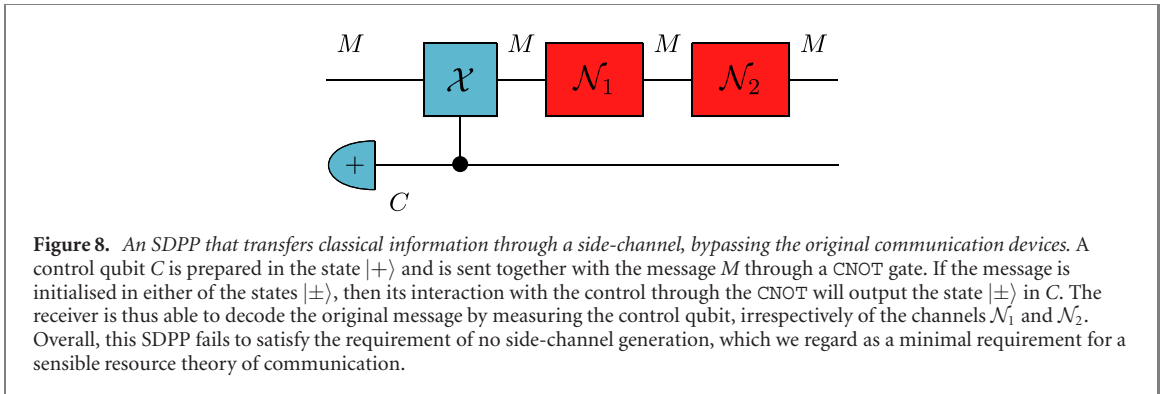 M M M M
𝒳 𝒩₁ 𝒩₂
+
C
Figure 8. An SDPP that transfers classical information through a side-channel, bypassing the original communication devices. A
control qubit C is prepared in the state |+⟩ and is sent together with the message M through a CNOT gate. If the message is
initialised in either of the states |±⟩, then its interaction with the control through the CNOT will output the state |±⟩ in C. The
receiver is thus able to decode the original message by measuring the control qubit, irrespectively of the channels 𝒩₁ and 𝒩₂.
Overall, this SDPP fails to satisfy the requirement of no side-channel generation, which we regard as a minimal requirement for a
sensible resource theory of communication.